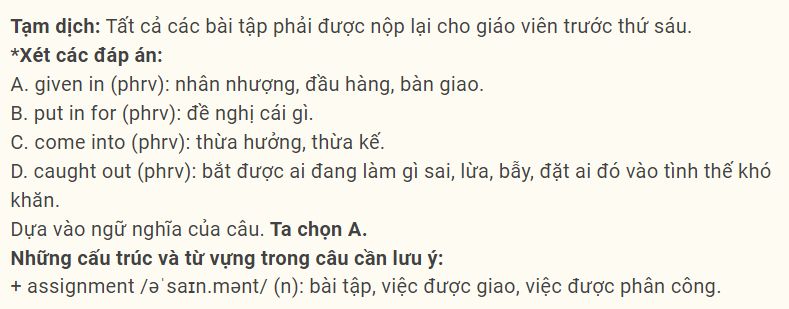 Tạm dịch: Tất cả các bài tập phải được nộp lại cho giáo viên trước thứ sáu.
*Xét các đáp án:
A. given in (phrv): nhân nhượng, đầu hàng, bàn giao.
B. put in for (phrv): đề nghị cái gì.
C. come into (phrv): thừa hưởng, thừa kế.
D. caught out (phrv): bắt được ai đang làm gì sai, lừa, bẫy, đặt ai đó vào tình thế khó
khăn.
Dựa vào ngữ nghĩa của câu. Ta chọn A.
Những cấu trúc và từ vựng trong câu cần lưu ý:
+ assignment /əˈsaɪn.mənt/ (n): bài tập, việc được giao, việc được phân công.